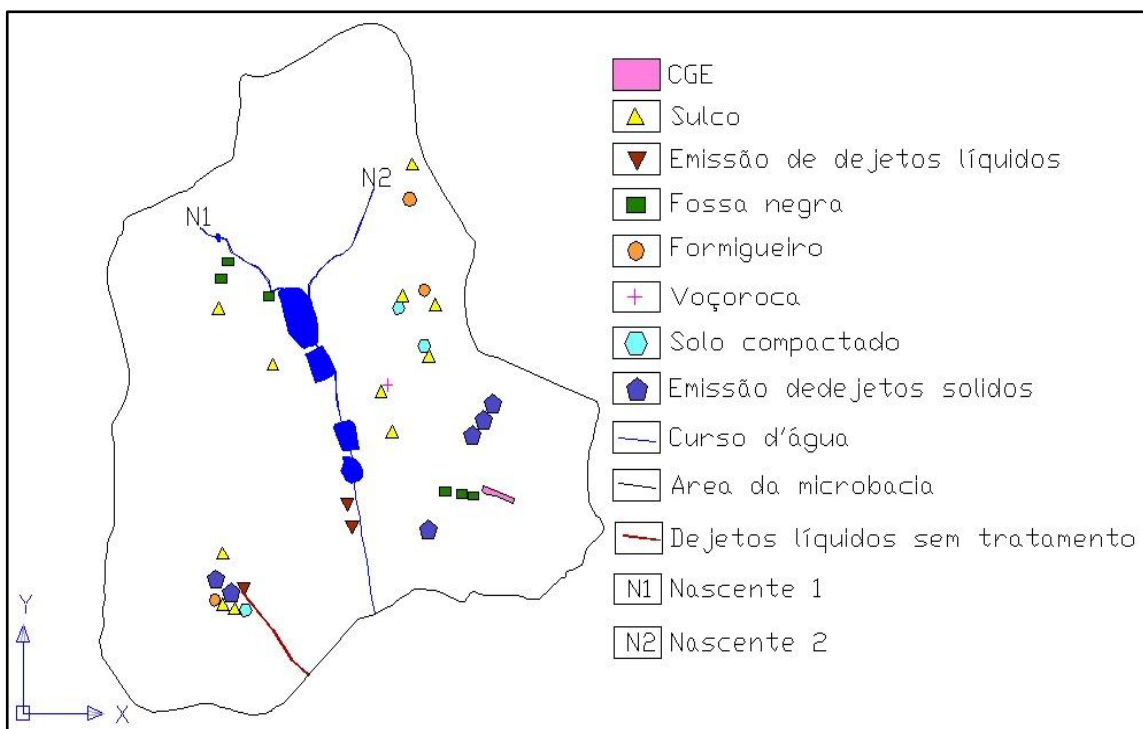 CGE
Sulco
Emissão de dejetos líquidos
Fossa negra
Formigueiro
Voçoroca
Solo compactado
Emissão dedejetos solidos
Curso d'água
Area da microbacia
Dejetos líquidos sem tratamento
N1 Nascente 1
N2 Nascente 2
N2
N1
Y
X